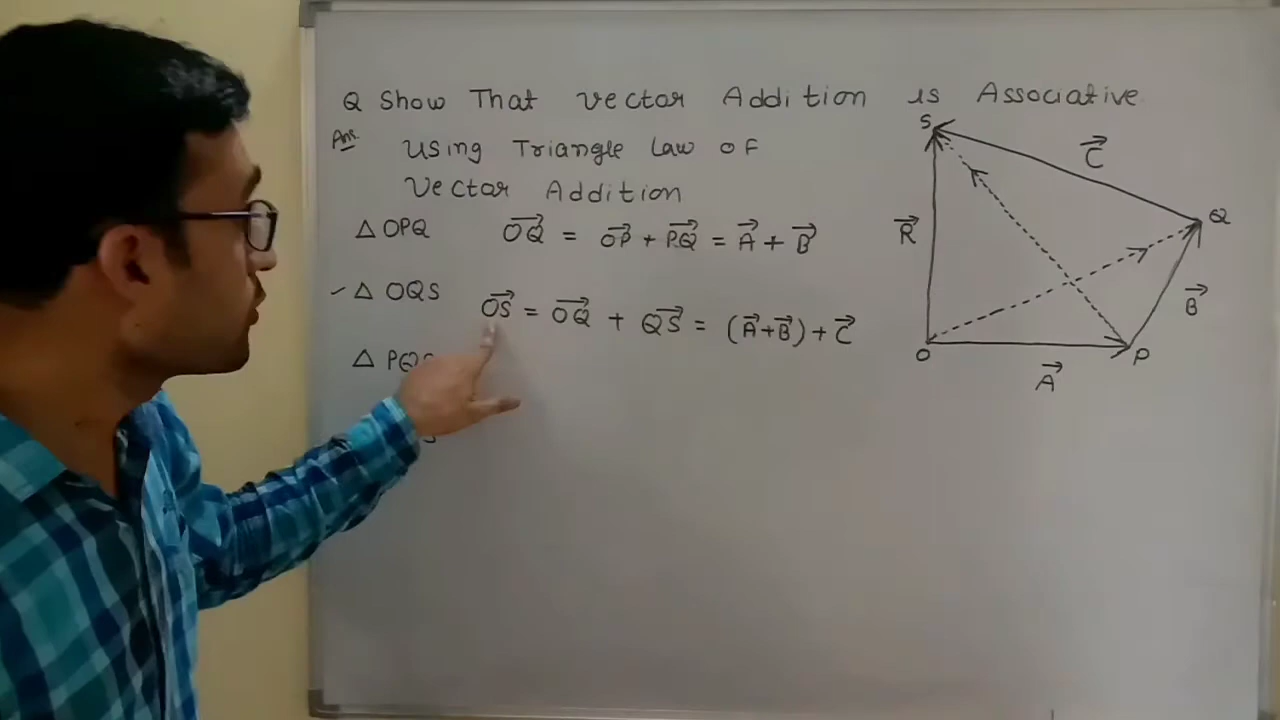 Q Show That Vector Addition is Associative
Ans. Using Triangle Law of
Vector Addition
△ OPQ OQ⃗ = OP⃗ + PQ⃗ = A⃗ + B⃗
✓ △ OQS OS⃗ = OQ⃗ + QS⃗ = (A⃗+B⃗) + C⃗
△ PQS
S
S
C⃗
R⃗
Q
B⃗
O
P
A⃗